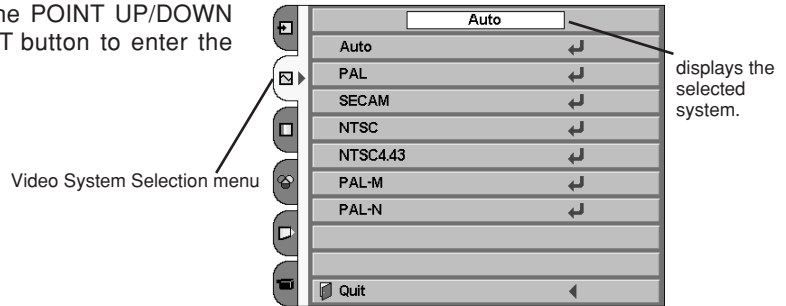 he POINT UP/DOWN
T button to enter the
Auto
Auto
PAL
SECAM
NTSC
NTSC4.43
PAL-M
PAL-N
Quit
displays the
selected
system.
Video System Selection menu